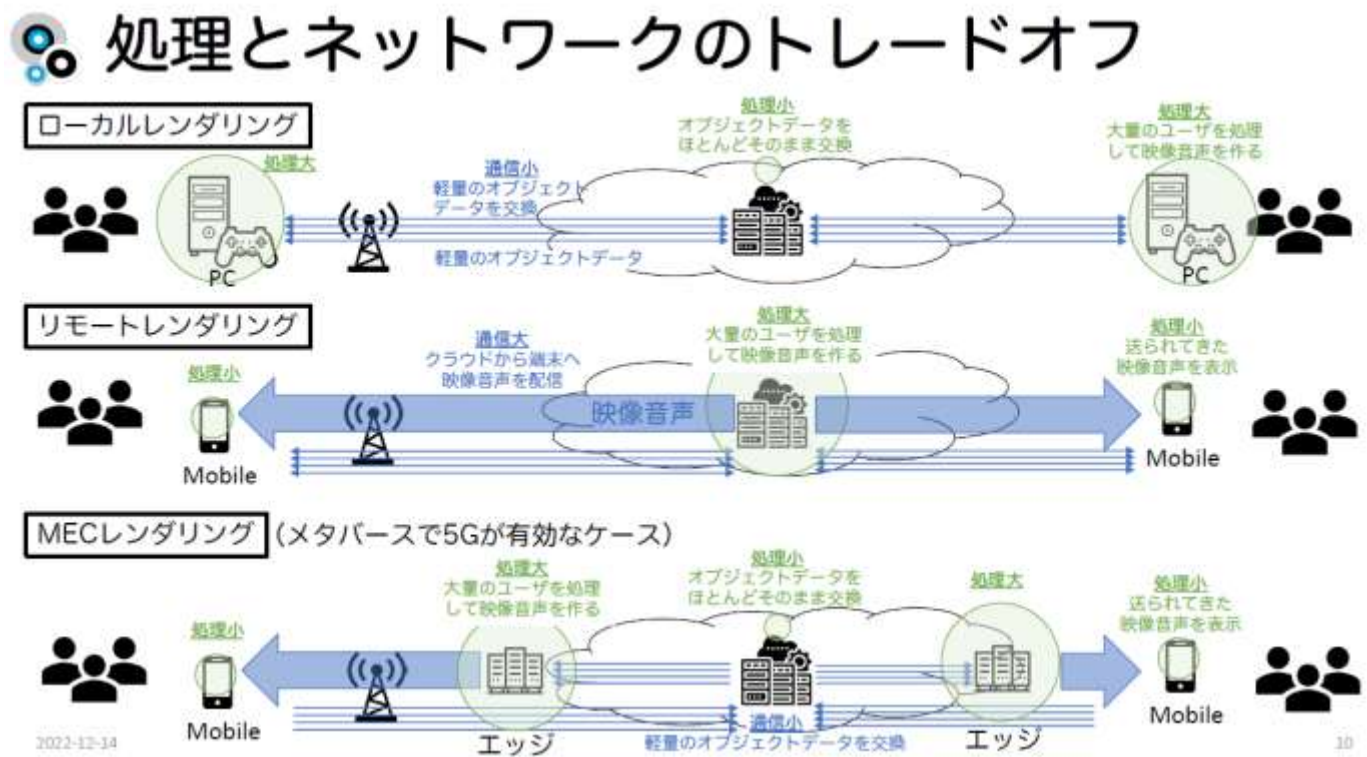 処理とネットワークのトレードオフ
ローカルレンダリング
処理大
PC
通信小
軽量のオブジェクト
データを交換
軽量のオブジェクトデータ
処理小
オブジェクトデータを
ほとんどそのまま交換
処理大
大量のユーザを処理
して映像音声を作る
PC
リモートレンダリング
処理小
Mobile
通信大
クラウドから端末へ
映像音声を配信
映像音声
処理大
大量のユーザを処理
して映像音声を作る
処理小
送られてきた
映像音声を表示
Mobile
MECレンダリング (メタバースで5Gが有効なケース)
処理小
Mobile
処理大
大量のユーザを処理
して映像音声を作る
エッジ
処理小
オブジェクトデータを
ほとんどそのまま交換
通信小
軽量のオブジェクトデータを交換
処理大
エッジ
処理小
送られてきた
映像音声を表示
Mobile
2022-12-14
10